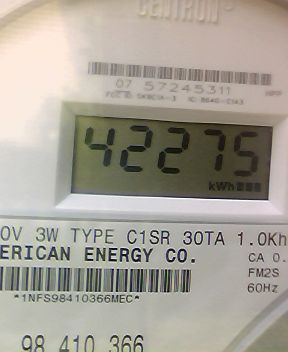 CENTRON®
07 57245311
42275
kWh
0V 3W TYPE C1SR 30TA 1.0Kh
ERICAN ENERGY CO.
CA 0.
FM2S
*1NFS98410366MEC*
60Hz
98 410 366